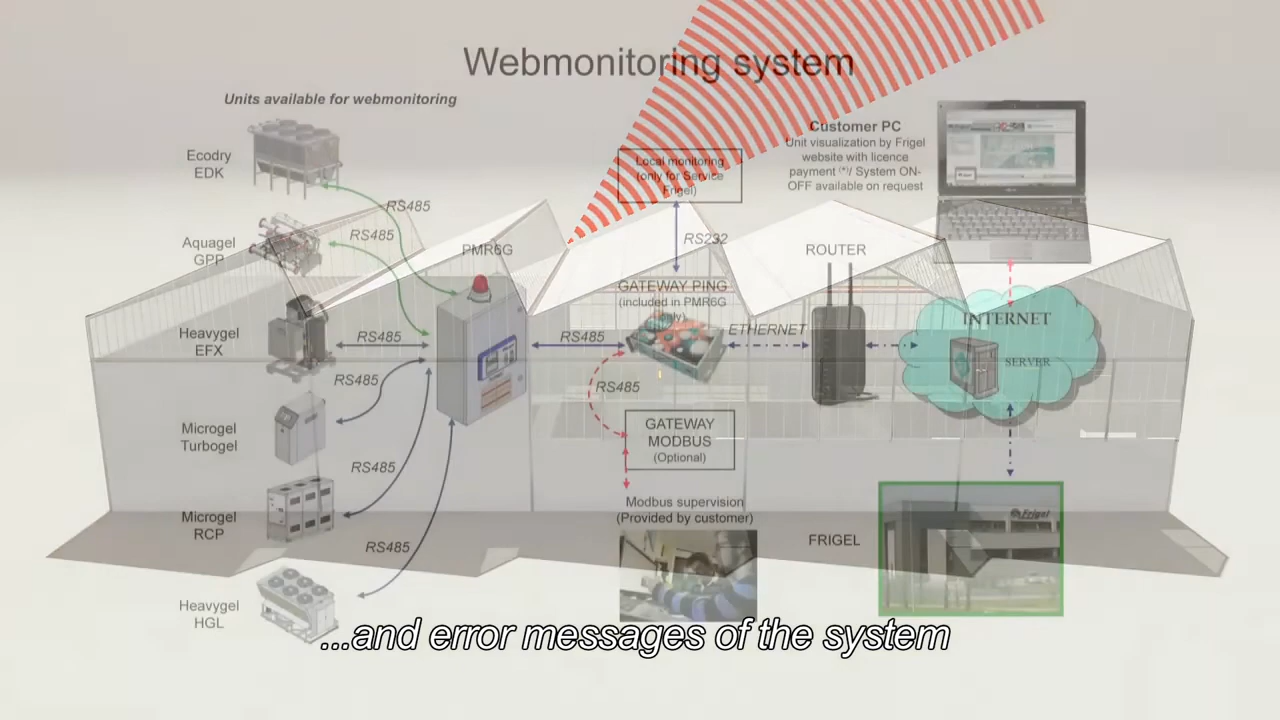 Webmonitoring system
Units available for webmonitoring
Ecodry
EDK
RS485
Aquagel
GPP
RS485
Heavygel
EFX
RS485
Microgel
Turbogel
RS485
Microgel
RCP
RS485
Heavygel
HGL
RS485
PMR6G
RS485
Local monitoring
(only for Service
Frigel)
RS232
GATEWAY PING
(included in PMR6G
only)
RS485
GATEWAY
MODBUS
(Optional)
Modbus supervision
(Provided by customer)
ETHERNET
ROUTER
Customer PC
Unit visualization by Frigel
website with licence
payment (*)/ System ON-
OFF available on request
INTERNET
SERVER
FRIGEL
Frigel
...and error messages of the system